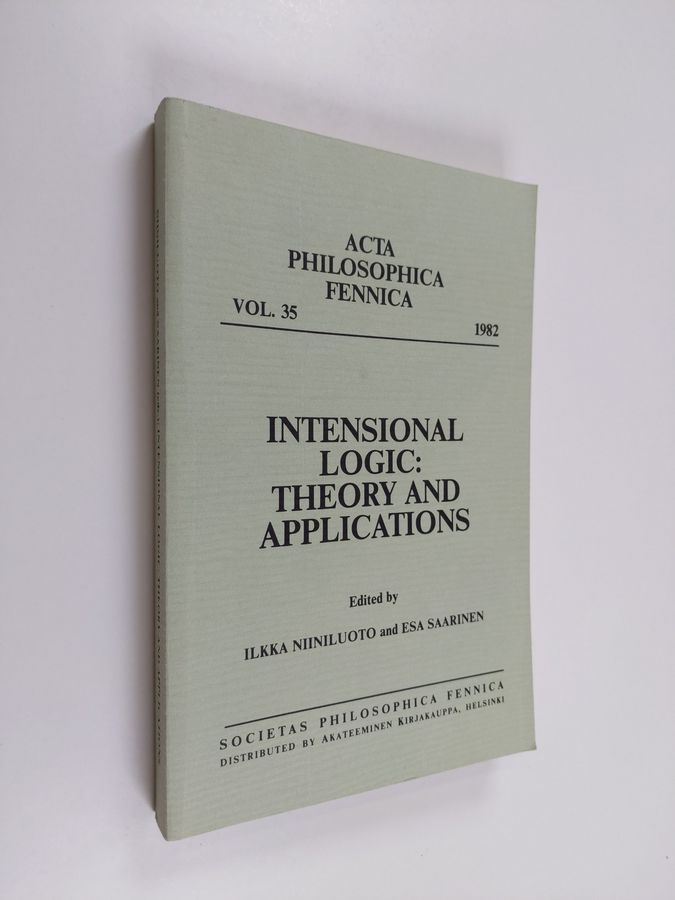 ACTA
PHILOSOPHICA
FENNICA
VOL. 35
1982
INTENSIONAL
LOGIC:
THEORY AND
APPLICATIONS
Edited by
ILKKA NIINILUOTO and ESA SAARINEN
SOCIETAS PHILOSOPHICA FENNICA
DISTRIBUTED BY AKATEEMINEN KIRJAKAUPPA, HELSINKI